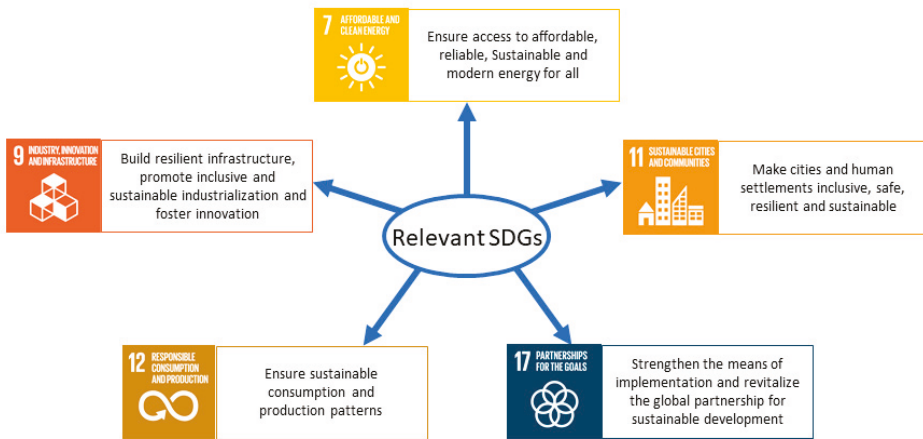 7 AFFORDABLE AND
CLEAN ENERGY
Ensure access to affordable,
reliable, Sustainable and
modern energy for all
9 INDUSTRY, INNOVATION
AND INFRASTRUCTURE
Build resilient infrastructure,
promote inclusive and
sustainable industrialization and
foster innovation
11 SUSTAINABLE CITIES
AND COMMUNITIES
Make cities and human
settlements inclusive, safe,
resilient and sustainable
Relevant SDGs
12 RESPONSIBLE
CONSUMPTION
AND PRODUCTION
Ensure sustainable
consumption and
production patterns
17 PARTNERSHIPS
FOR THE GOALS
Strengthen the means of
implementation and revitalize
the global partnership for
sustainable development